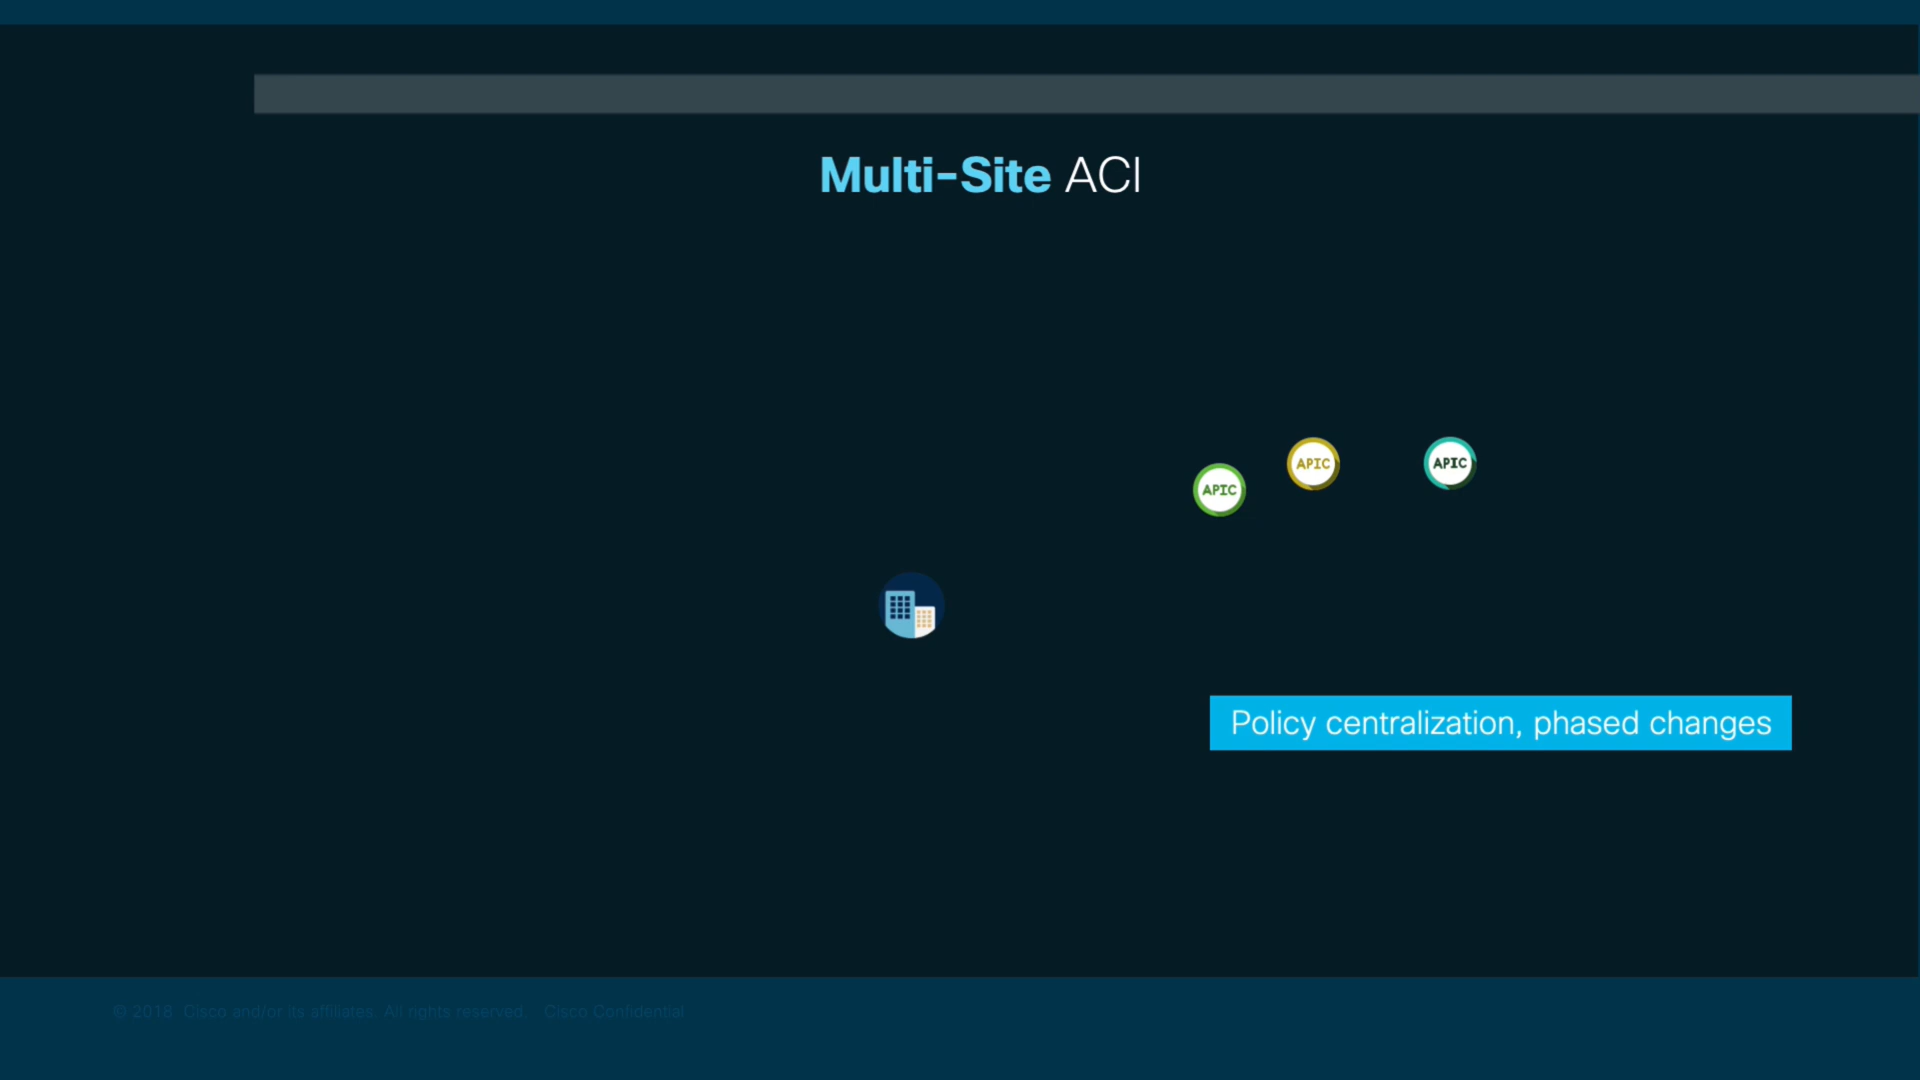 Multi-Site ACI
APIC
APIC
APIC
Policy centralization, phased changes
© 2018 Cisco and/or its affiliates. All rights reserved. Cisco Confidential